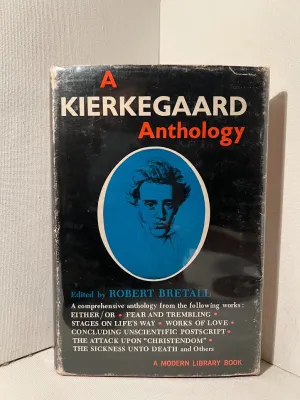 A
KIERKEGAARD
Anthology
Edited by ROBERT BRETALL
A comprehensive anthology from the following works:
EITHER/OR • FEAR AND TREMBLING •
STAGES ON LIFE'S WAY • WORKS OF LOVE •
CONCLUDING UNSCIENTIFIC POSTSCRIPT •
THE ATTACK UPON "CHRISTENDOM" •
THE SICKNESS UNTO DEATH and Others
A MODERN LIBRARY BOOK